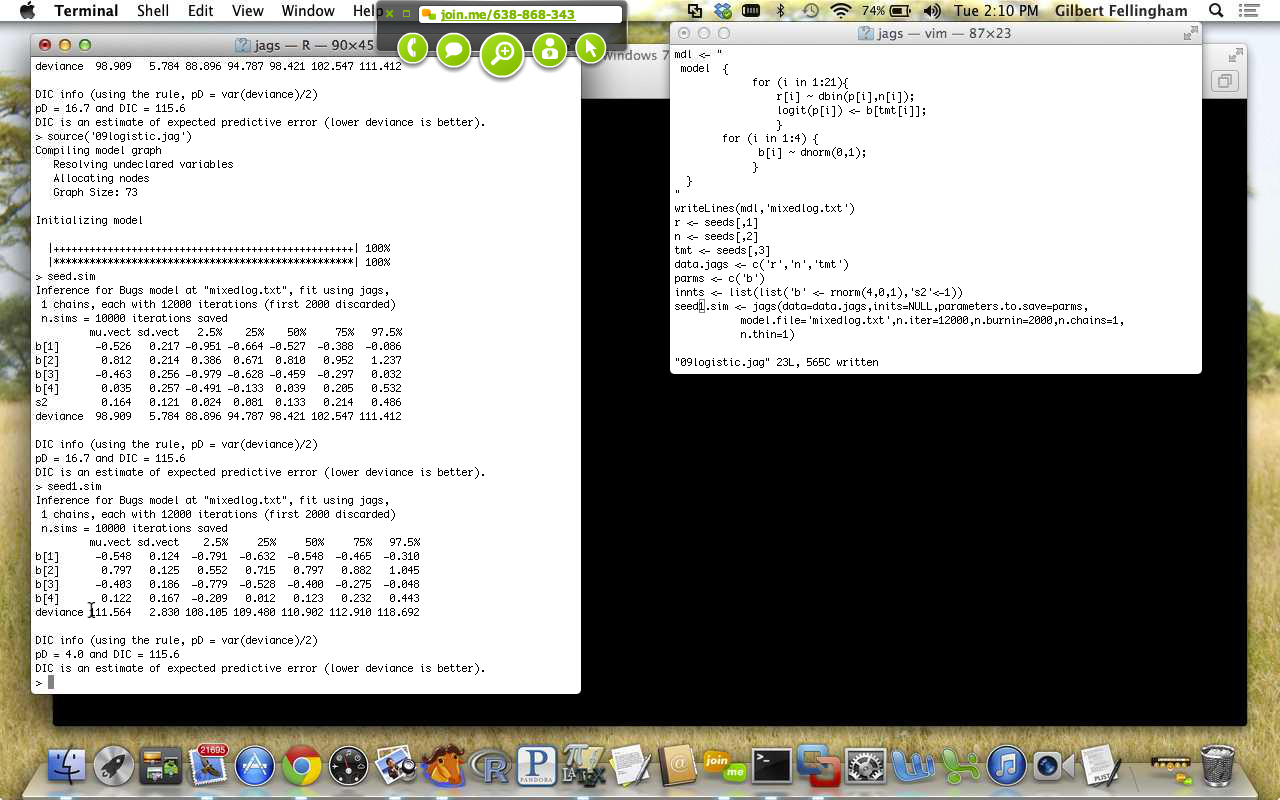 Terminal Shell Edit View Window Help
join.me/638-868-343
74% Tue 2:10 PM Gilbert Fellingham
jags — R — 90×45
deviance 98.909 5.784 88.896 94.787 98.421 102.547 111.412
DIC info (using the rule, pD = var(deviance)/2)
pD = 16.7 and DIC = 115.6
DIC is an estimate of expected predictive error (lower deviance is better).
> source('09logistic.jag')
Compiling model graph
Resolving undeclared variables
Allocating nodes
Graph Size: 73
Initializing model
|++++++++++++++++++++++++++++++++++++++++++++++++++| 100%
|**************************************************| 100%
> seed.sim
Inference for Bugs model at "mixedlog.txt", fit using jags,
1 chains, each with 12000 iterations (first 2000 discarded)
n.sims = 10000 iterations saved
mu.vect sd.vect 2.5% 25% 50% 75% 97.5%
b[1] -0.526 0.217 -0.951 -0.664 -0.527 -0.388 -0.086
b[2] 0.812 0.214 0.386 0.671 0.810 0.952 1.237
b[3] -0.463 0.256 -0.979 -0.628 -0.459 -0.297 0.032
b[4] 0.035 0.257 -0.491 -0.133 0.039 0.205 0.532
s2 0.164 0.121 0.024 0.081 0.133 0.214 0.486
deviance 98.909 5.784 88.896 94.787 98.421 102.547 111.412
DIC info (using the rule, pD = var(deviance)/2)
pD = 16.7 and DIC = 115.6
DIC is an estimate of expected predictive error (lower deviance is better).
> seed1.sim
Inference for Bugs model at "mixedlog.txt", fit using jags,
1 chains, each with 12000 iterations (first 2000 discarded)
n.sims = 10000 iterations saved
mu.vect sd.vect 2.5% 25% 50% 75% 97.5%
b[1] -0.548 0.124 -0.791 -0.632 -0.548 -0.465 -0.310
b[2] 0.797 0.125 0.552 0.715 0.797 0.882 1.045
b[3] -0.403 0.186 -0.779 -0.528 -0.400 -0.275 -0.048
b[4] 0.122 0.167 -0.209 0.012 0.123 0.232 0.443
deviance 111.564 2.830 108.105 109.480 110.902 112.910 118.692
DIC info (using the rule, pD = var(deviance)/2)
pD = 4.0 and DIC = 115.6
DIC is an estimate of expected predictive error (lower deviance is better).
>
Windows 7
jags — vim — 87×23
mdl <- "
model {
for (i in 1:21){
r[i] ~ dbin(p[i],n[i]);
logit(p[i]) <- b[tmt[i]];
}
for (i in 1:4) {
b[i] ~ dnorm(0,1);
}
}
"
writeLines(mdl,'mixedlog.txt')
r <- seeds[,1]
n <- seeds[,2]
tmt <- seeds[,3]
data.jags <- c('r','n','tmt')
parms <- c('b')
innts <- list(list('b' <- rnorm(4,0,1),'s2'<-1))
seed1.sim <- jags(data=data.jags,inits=NULL,parameters.to.save=parms,
model.file='mixedlog.txt',n.iter=12000,n.burnin=2000,n.chains=1,
n.thin=1)
"09logistic.jag" 23L, 565C written
21695
R
P
PANDORA
join
me
PLIST